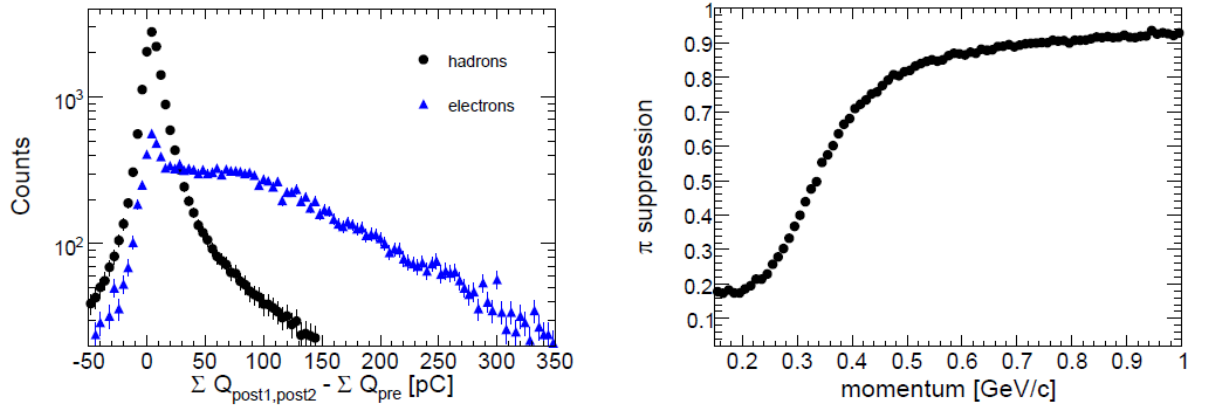 Counts
10³
10²
hadrons
electrons
-50 0 50 100 150 200 250 300 350
Σ Q_post1,post2 - Σ Q_pre [pC]
π suppression
1
0.9
0.8
0.7
0.6
0.5
0.4
0.3
0.2
0.1
0.2 0.3 0.4 0.5 0.6 0.7 0.8 0.9 1
momentum [GeV/c]